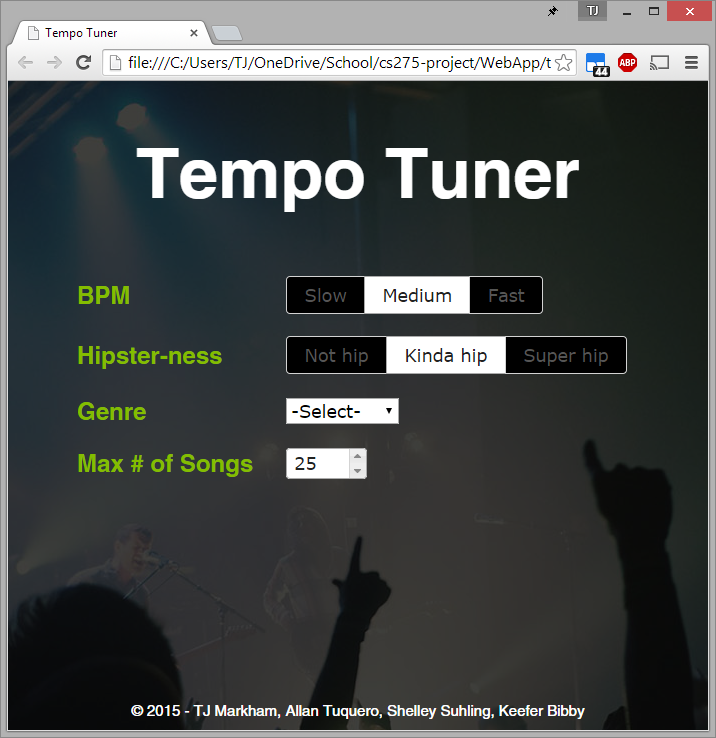 TJ
Tempo Tuner
file:///C:/Users/TJ/OneDrive/School/cs275-project/WebApp/t
44
ABP
Tempo Tuner
BPM Slow Medium Fast
Hipster-ness Not hip Kinda hip Super hip
Genre -Select-
Max # of Songs 25
© 2015 - TJ Markham, Allan Tuquero, Shelley Suhling, Keefer Bibby